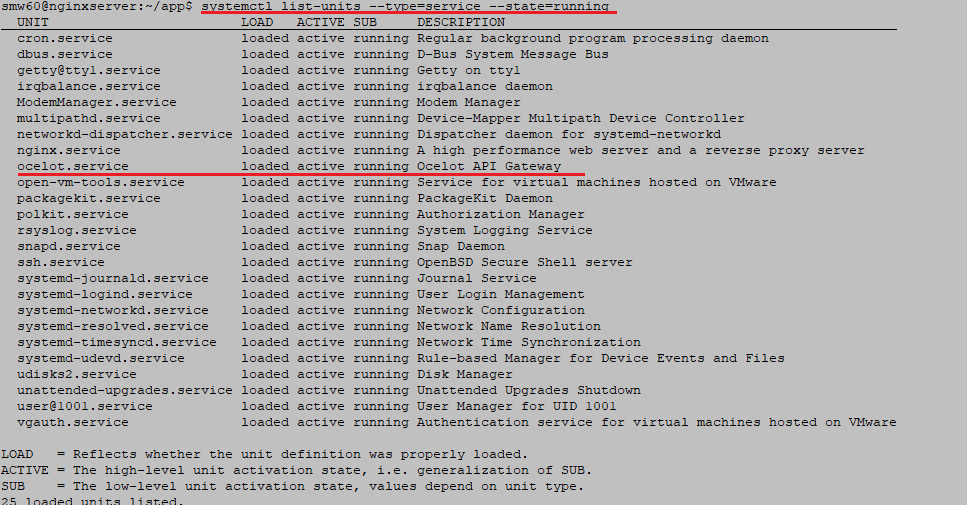 smw60@nginxserver:~/app$ systemctl list-units --type=service --state=running
UNIT LOAD ACTIVE SUB DESCRIPTION
cron.service loaded active running Regular background program processing daemon
dbus.service loaded active running D-Bus System Message Bus
getty@tty1.service loaded active running Getty on tty1
irqbalance.service loaded active running irqbalance daemon
ModemManager.service loaded active running Modem Manager
multipathd.service loaded active running Device-Mapper Multipath Device Controller
networkd-dispatcher.service loaded active running Dispatcher daemon for systemd-networkd
nginx.service loaded active running A high performance web server and a reverse proxy server
ocelot.service loaded active running Ocelot API Gateway
open-vm-tools.service loaded active running Service for virtual machines hosted on VMware
packagekit.service loaded active running PackageKit Daemon
polkit.service loaded active running Authorization Manager
rsyslog.service loaded active running System Logging Service
snapd.service loaded active running Snap Daemon
ssh.service loaded active running OpenBSD Secure Shell server
systemd-journald.service loaded active running Journal Service
systemd-logind.service loaded active running User Login Management
systemd-networkd.service loaded active running Network Configuration
systemd-resolved.service loaded active running Network Name Resolution
systemd-timesyncd.service loaded active running Network Time Synchronization
systemd-udevd.service loaded active running Rule-based Manager for Device Events and Files
udisks2.service loaded active running Disk Manager
unattended-upgrades.service loaded active running Unattended Upgrades Shutdown
user@1001.service loaded active running User Manager for UID 1001
vgauth.service loaded active running Authentication service for virtual machines hosted on VMware
LOAD = Reflects whether the unit definition was properly loaded.
ACTIVE = The high-level unit activation state, i.e. generalization of SUB.
SUB = The low-level unit activation state, values depend on unit type.
25 loaded units listed.